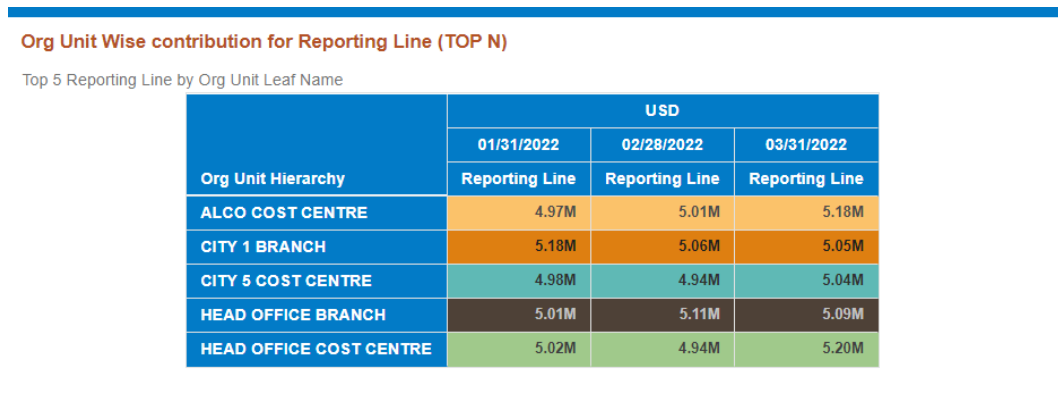 Org Unit Wise contribution for Reporting Line (TOP N)
Top 5 Reporting Line by Org Unit Leaf Name
USD
01/31/2022 02/28/2022 03/31/2022
Org Unit Hierarchy Reporting Line Reporting Line Reporting Line
ALCO COST CENTRE 4.97M 5.01M 5.18M
CITY 1 BRANCH 5.18M 5.06M 5.05M
CITY 5 COST CENTRE 4.98M 4.94M 5.04M
HEAD OFFICE BRANCH 5.01M 5.11M 5.09M
HEAD OFFICE COST CENTRE 5.02M 4.94M 5.20M